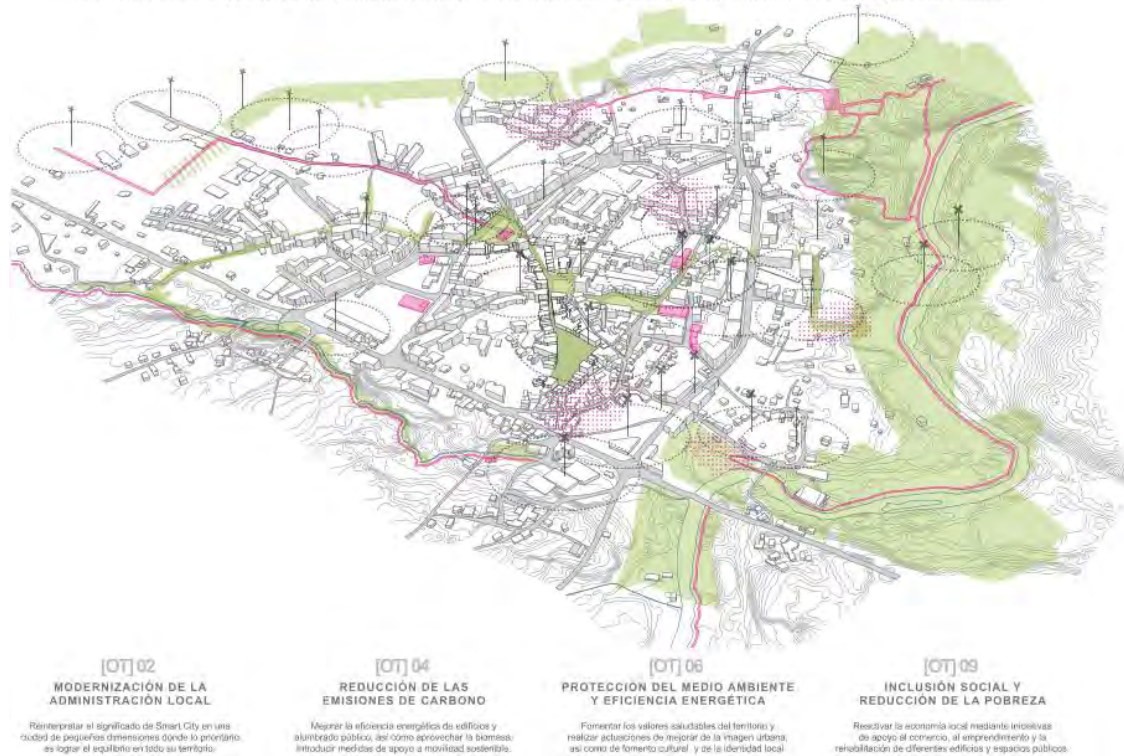 [OT] 02
MODERNIZACIÓN DE LA
ADMINISTRACIÓN LOCAL
Reinterpretar el significado de Smart City en una
ciudad de pequeñas dimensiones donde lo prioritario
es lograr el equilibrio en todo su territorio.
[OT] 04
REDUCCIÓN DE LAS
EMISIONES DE CARBONO
Mejorar la eficiencia energética de edificios y
alumbrado público, así cómo aprovechar la biomasa.
Introducir medidas de apoyo a movilidad sostenible.
[OT] 06
PROTECCIÓN DEL MEDIO AMBIENTE
Y EFICIENCIA ENERGÉTICA
Fomentar los valores saludables del territorio y
realizar actuaciones de mejorar de la imagen urbana,
así como de fomento cultural y de la identidad local
[OT] 09
INCLUSIÓN SOCIAL Y
REDUCCIÓN DE LA POBREZA
Reactivar la economía local mediante iniciativas
de apoyo al comercio, al emprendimiento y la
rehabilitación de diferentes edificios y espacios públicos